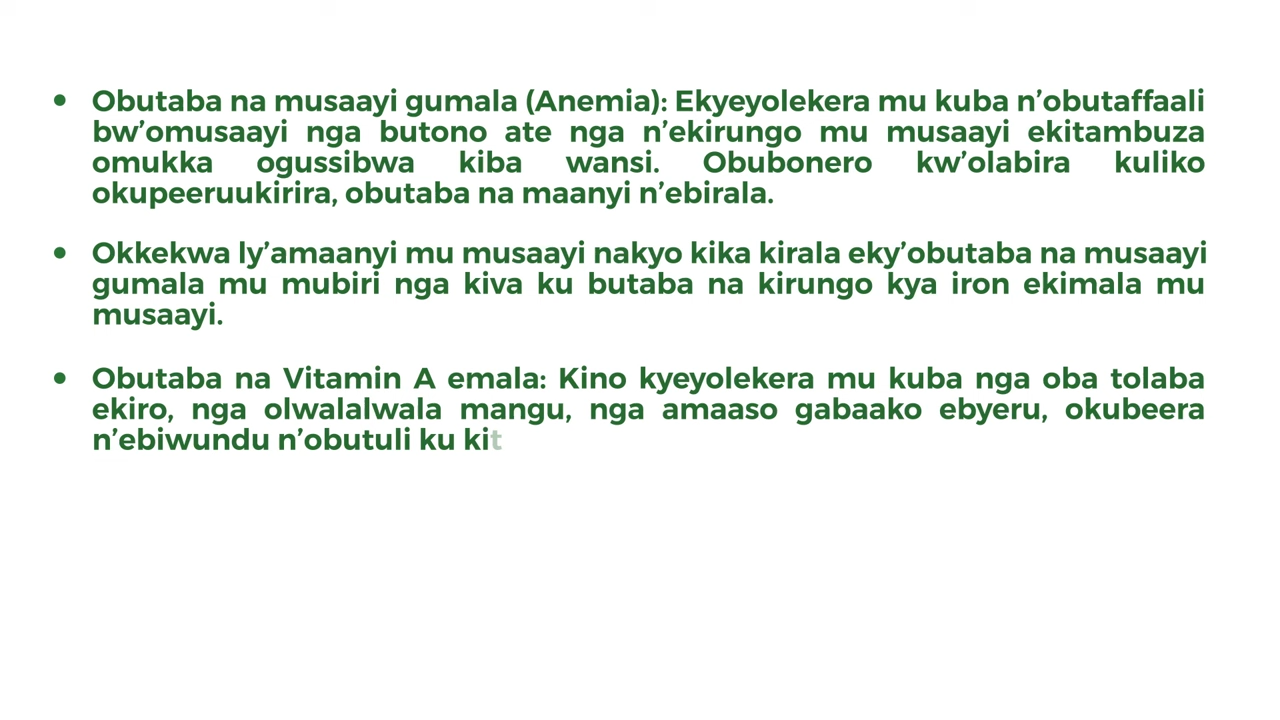 • Obutaba na musaayi gumala (Anemia): Ekyeyolekera mu kuba n’obutaffaali
bw’omusaayi nga butono ate nga n’ekirungo mu musaayi ekitambuza
omukka ogussibwa kiba wansi. Obubonero kw’olabira kuliko
okupeeruukirira, obutaba na maanyi n’ebirala.
• Okkekwa ly’amaanyi mu musaayi nakyo kika kirala eky’obutaba na musaayi
gumala mu mubiri nga kiva ku butaba na kirungo kya iron ekimala mu
musaayi.
• Obutaba na Vitamin A emala: Kino kyeyolekera mu kuba nga oba tolaba
ekiro, nga olwalalwala mangu, nga amaaso gabaako ebyeru, okubeera
n’ebiwundu n’obutuli ku kit